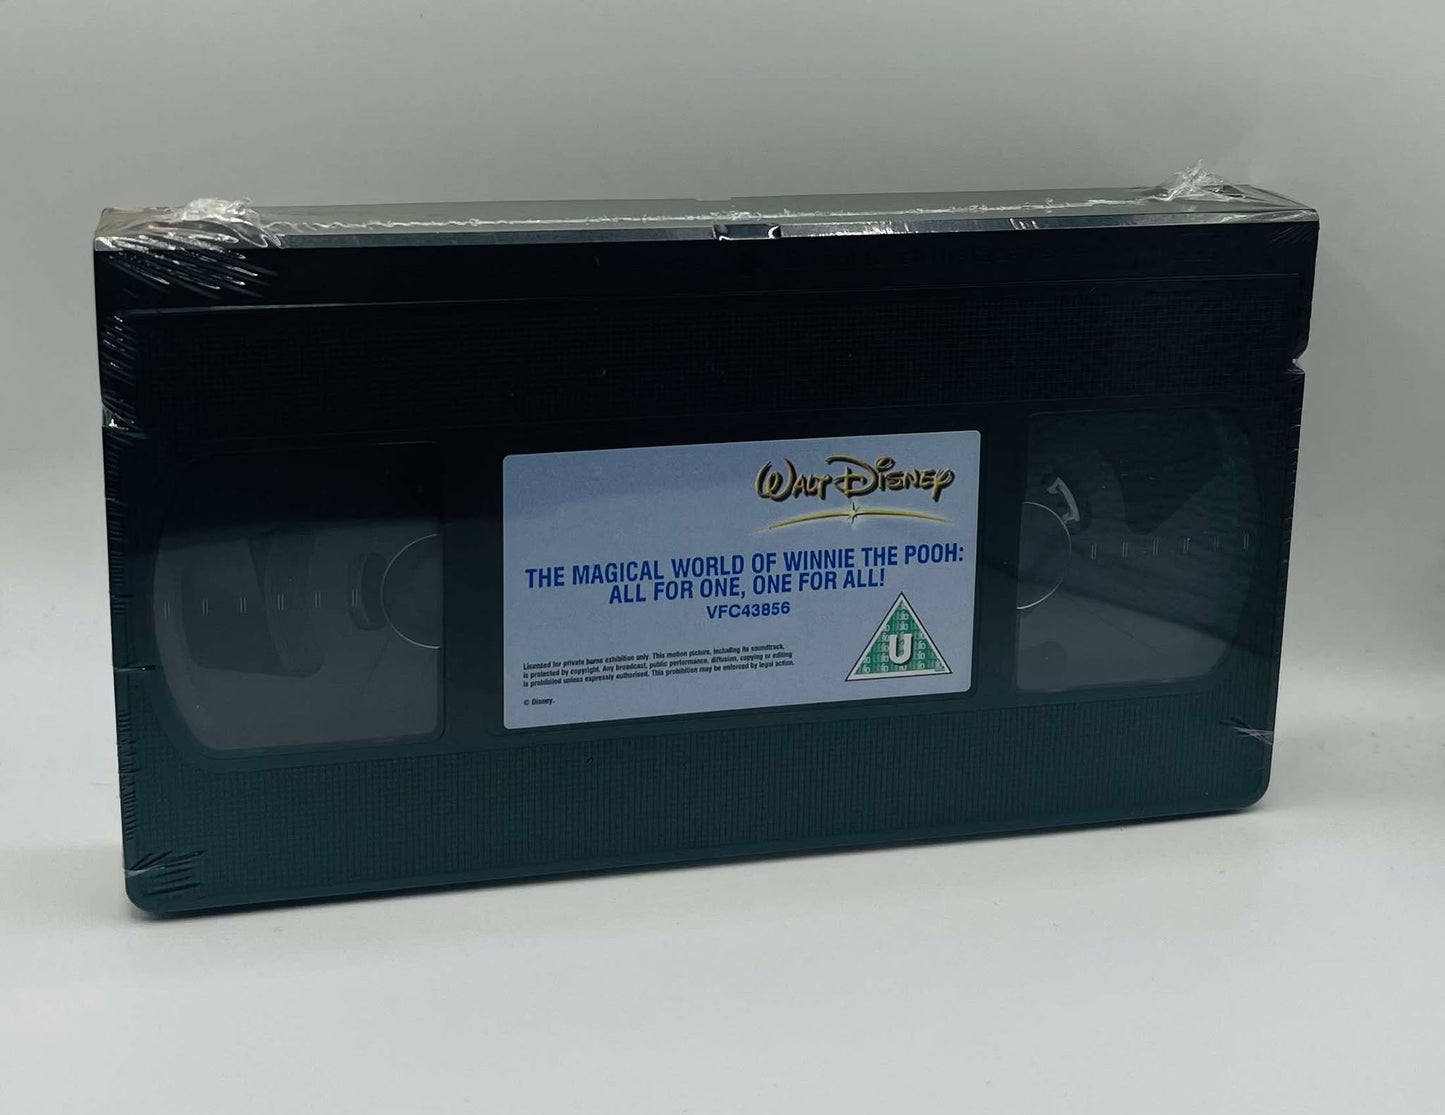 WALT DISNEY
THE MAGICAL WORLD OF WINNIE THE POOH:
ALL FOR ONE, ONE FOR ALL!
VFC43856
U
Licensed for private home exhibition only. This motion picture, including its soundtrack,
is protected by copyright. Any broadcast, public performance, diffusion, copying or editing
is prohibited unless expressly authorised. This prohibition may be enforced by legal action.
© Disney.